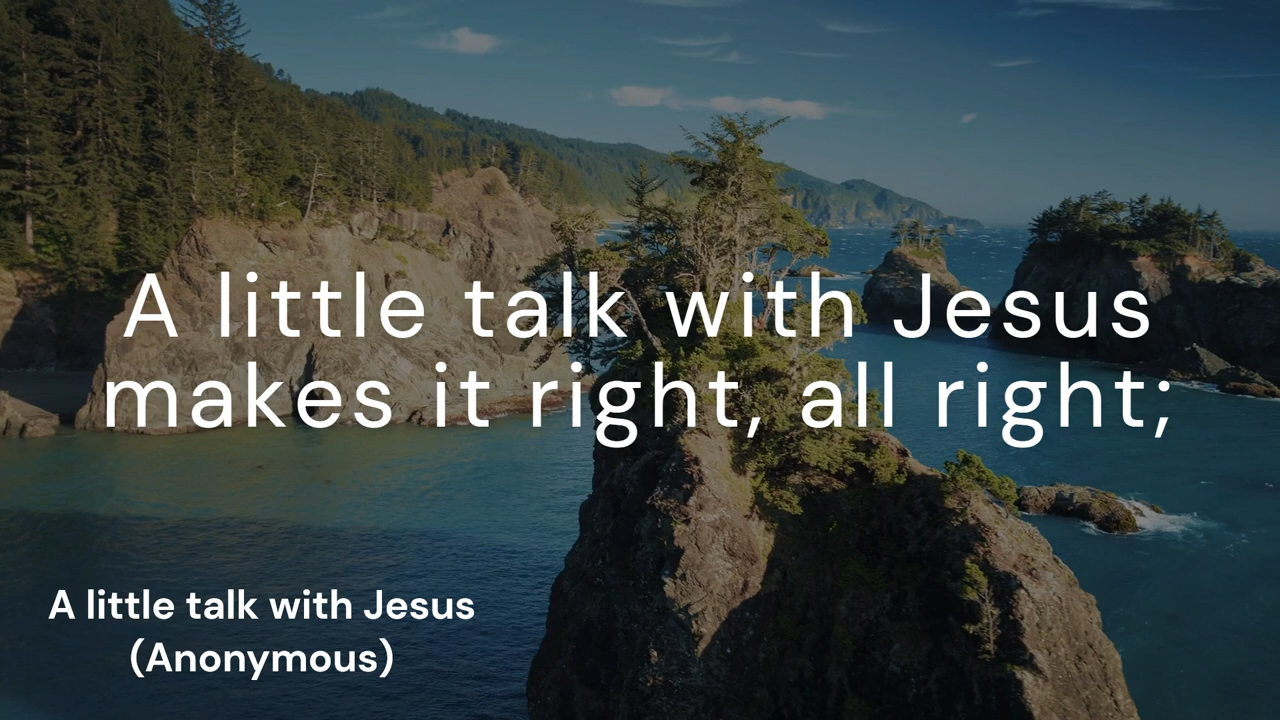 A little talk with Jesus
makes it right, all right;
A little talk with Jesus
(Anonymous)